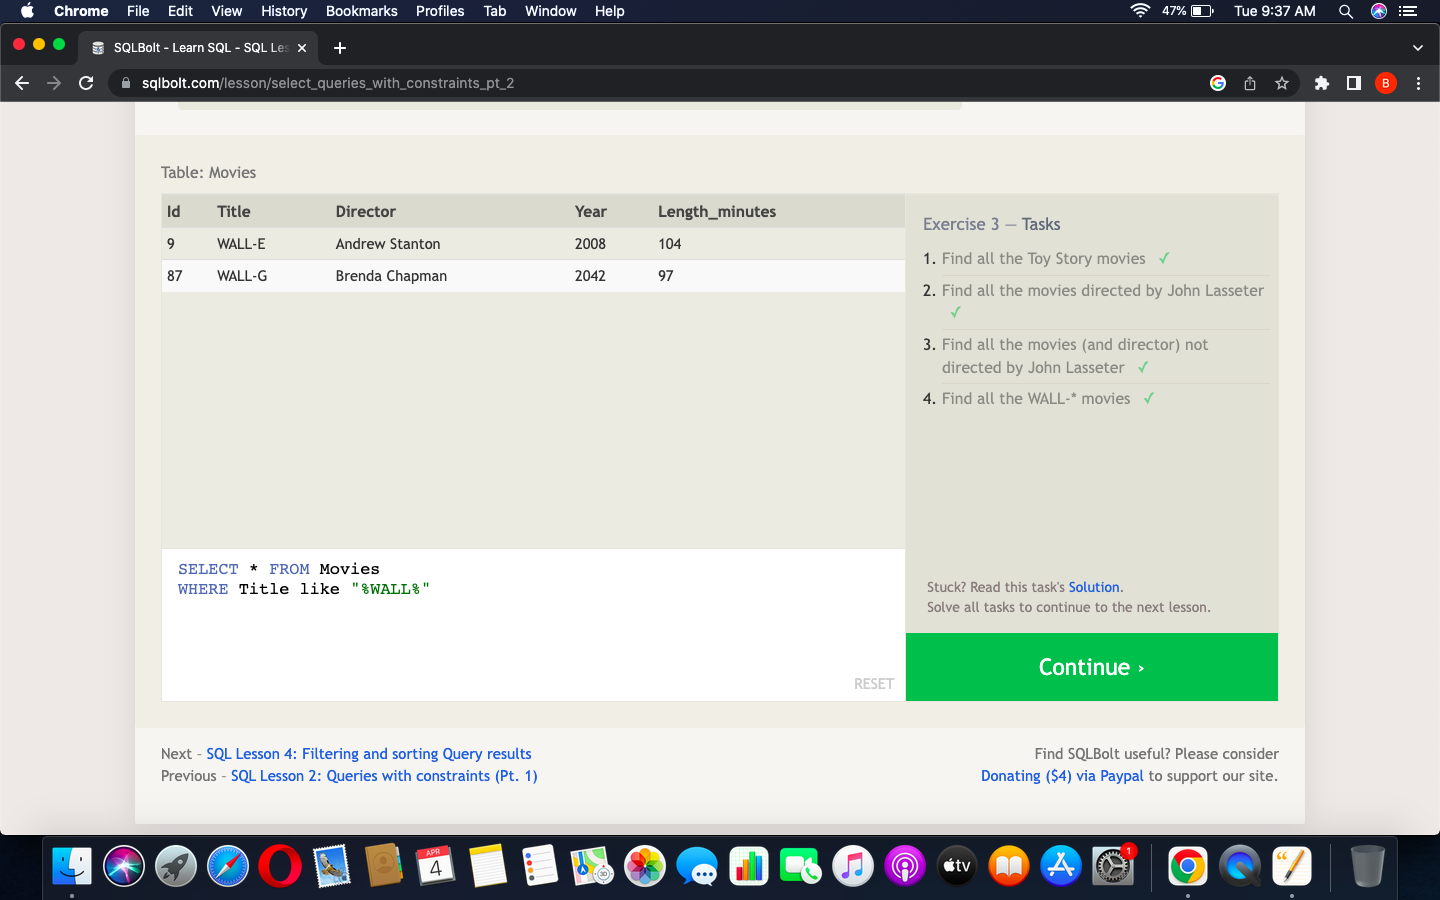 Chrome File Edit View History Bookmarks Profiles Tab Window Help 47% Tue 9:37 AM
SQLBolt - Learn SQL - SQL Les
sqlbolt.com/lesson/select_queries_with_constraints_pt_2 B
Table: Movies
Id Title Director Year Length_minutes
9 WALL-E Andrew Stanton 2008 104
87 WALL-G Brenda Chapman 2042 97
Exercise 3 — Tasks
1. Find all the Toy Story movies ✓
2. Find all the movies directed by John Lasseter
✓
3. Find all the movies (and director) not
directed by John Lasseter ✓
4. Find all the WALL-* movies ✓
SELECT * FROM Movies
WHERE Title like "%WALL%"
RESET
Stuck? Read this task's Solution.
Solve all tasks to continue to the next lesson.
Continue ›
Next – SQL Lesson 4: Filtering and sorting Query results
Previous – SQL Lesson 2: Queries with constraints (Pt. 1)
Find SQLBolt useful? Please consider
Donating ($4) via Paypal to support our site.
APR
4
3D
tv
1